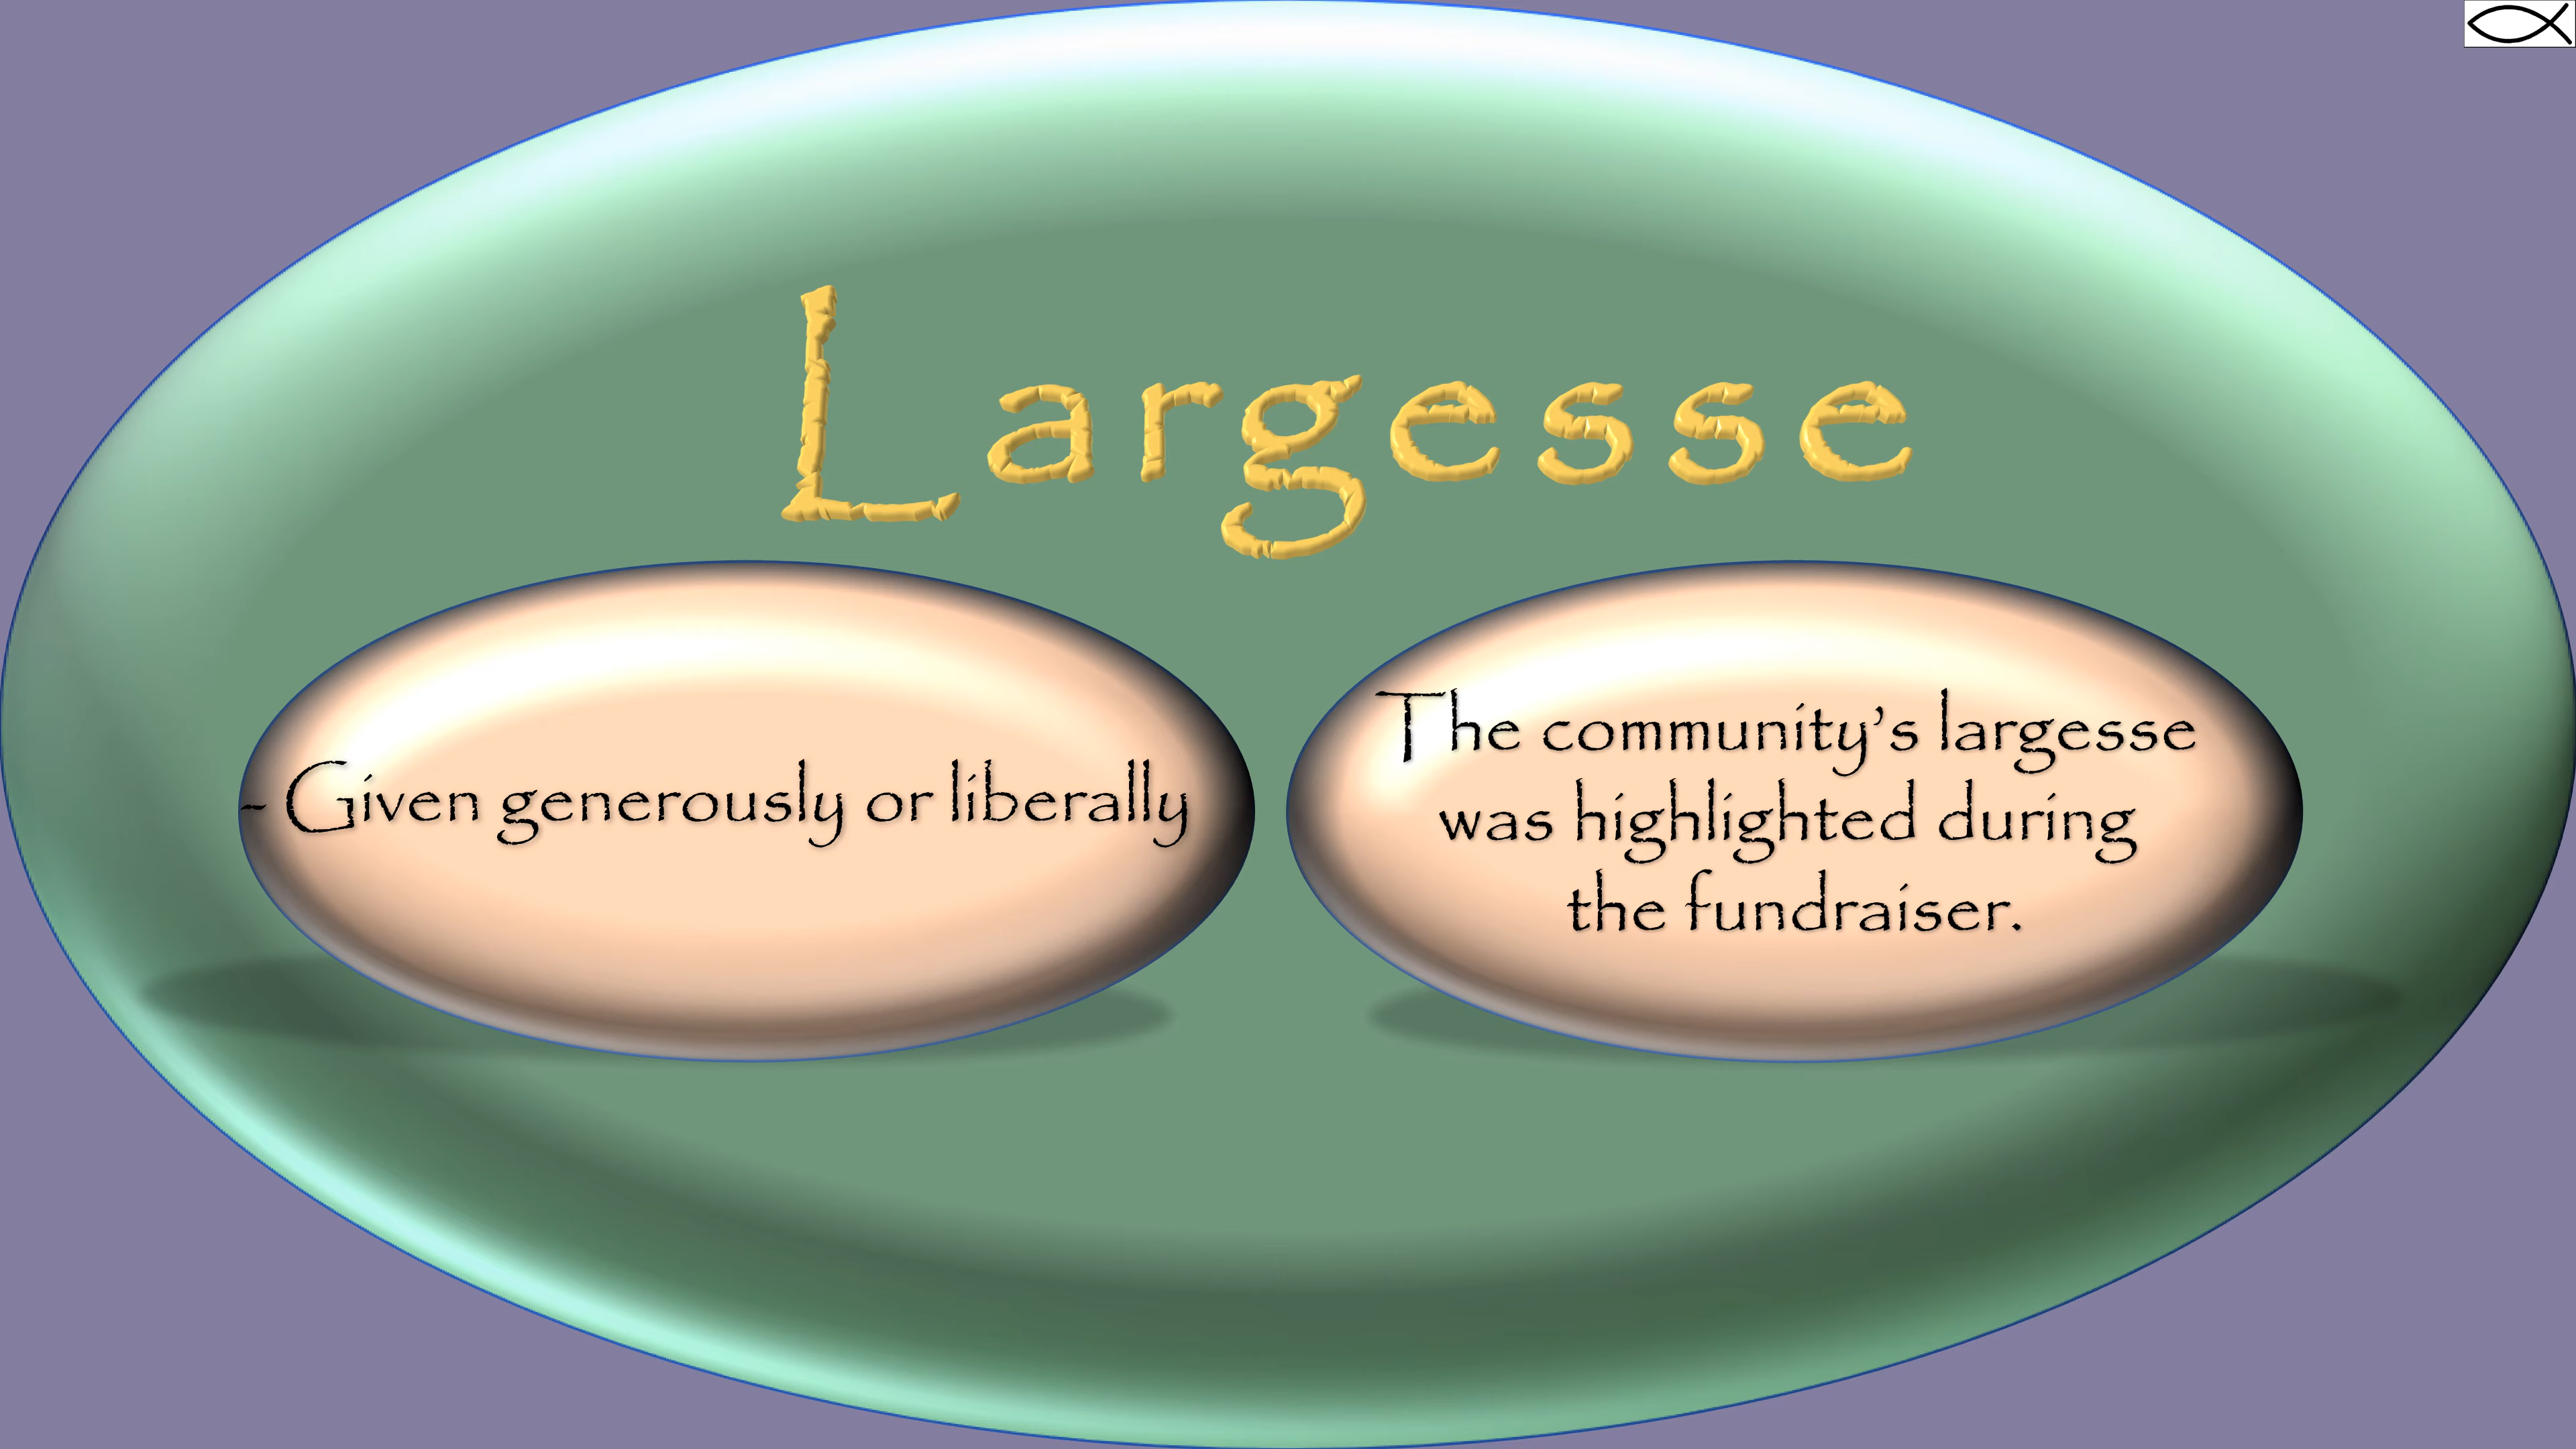 Largesse
- Given generously or liberally
The community’s largesse
was highlighted during
the fundraiser.